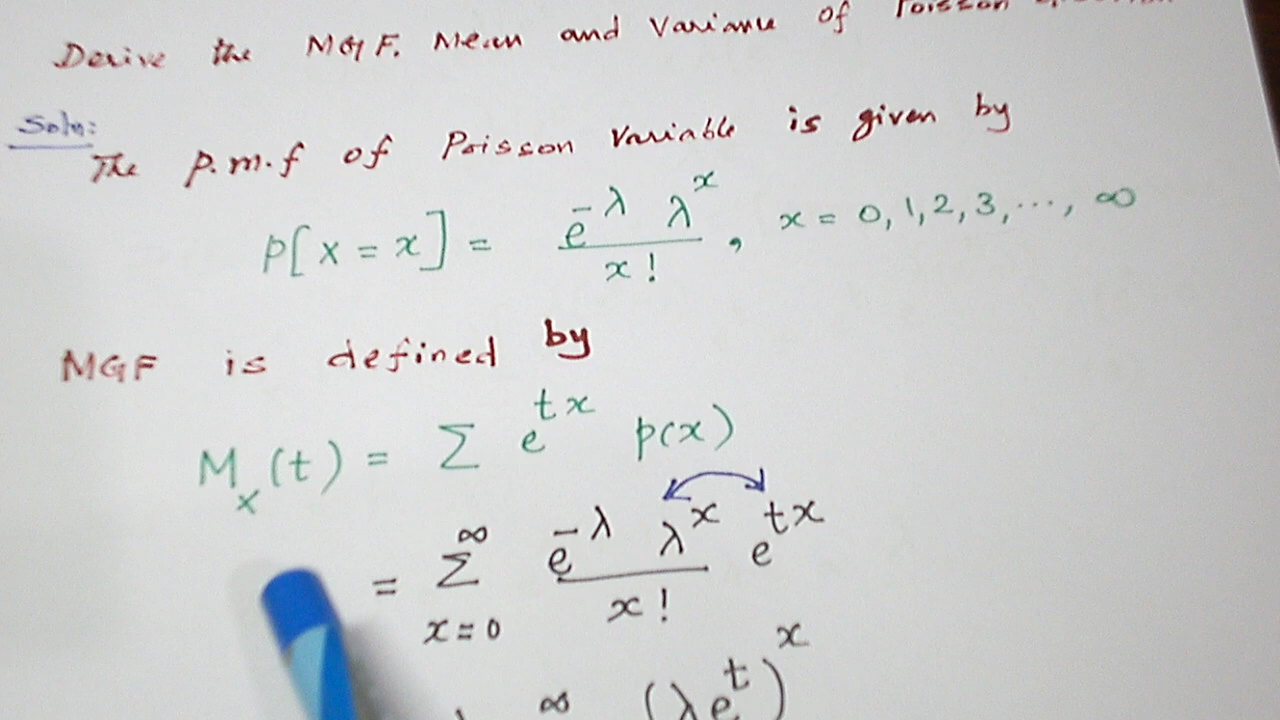 Derive the MGF. Mean and Variance of Poisson
Soln:
The p.m.f of Poisson Variable is given by
P[X = x] = e^{-λ} λ^x / x! , x = 0, 1, 2, 3, ..., ∞
MGF is defined by
M_X(t) = Σ e^{tx} p(x)
= Σ_{x=0}^{∞} e^{-λ} λ^x / x! e^{tx}
∞ (λe^t)^x